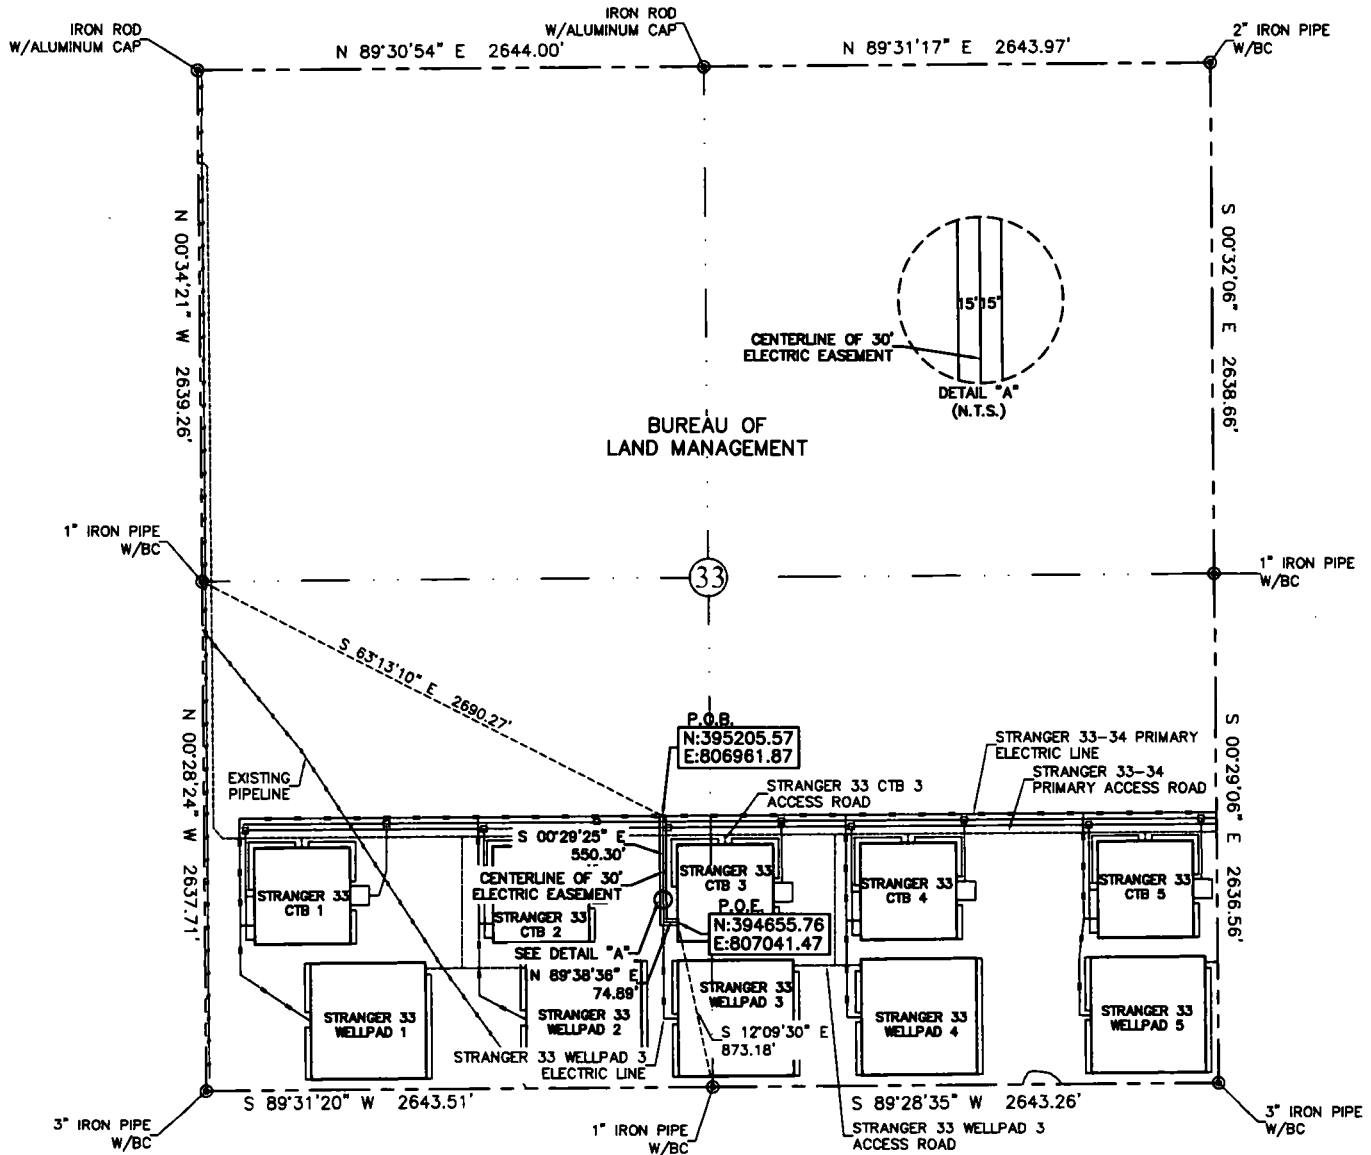 IRON ROD
W/ALUMINUM CAP
N 89°30'54" E 2644.00'
IRON ROD
W/ALUMINUM CAP
N 89°31'17" E 2643.97'
2" IRON PIPE
W/BC
N 00°34'21" W 2639.26'
S 00°32'06" E 2638.66'
15'
15'
CENTERLINE OF 30'
ELECTRIC EASEMENT
DETAIL "A"
(N.T.S.)
BUREAU OF
LAND MANAGEMENT
1" IRON PIPE
W/BC
33
1" IRON PIPE
W/BC
S 63°13'10" E 2690.27'
N 00°28'24" W 2637.71'
S 00°29'06" E 2636.56'
P.O.B.
N:395205.57
E:806961.87
EXISTING
PIPELINE
STRANGER 33-34 PRIMARY
ELECTRIC LINE
STRANGER 33-34
PRIMARY ACCESS ROAD
STRANGER 33 CTB 3
ACCESS ROAD
S 00°29'25" E
550.30'
CENTERLINE OF 30'
ELECTRIC EASEMENT
STRANGER 33
CTB 1
STRANGER 33
CTB 2
STRANGER 33
CTB 3
STRANGER 33
CTB 4
STRANGER 33
CTB 5
P.O.E.
N:394655.76
E:807041.47
SEE DETAIL "A"
N 89°38'36" E
74.89'
STRANGER 33
WELLPAD 1
STRANGER 33
WELLPAD 2
STRANGER 33
WELLPAD 3
STRANGER 33
WELLPAD 4
STRANGER 33
WELLPAD 5
S 12°09'30" E
873.18'
STRANGER 33 WELLPAD 3
ELECTRIC LINE
S 89°31'20" W 2643.51'
S 89°28'35" W 2643.26'
3" IRON PIPE
W/BC
1" IRON PIPE
W/BC
STRANGER 33 WELLPAD 3
ACCESS ROAD
3" IRON PIPE
W/BC